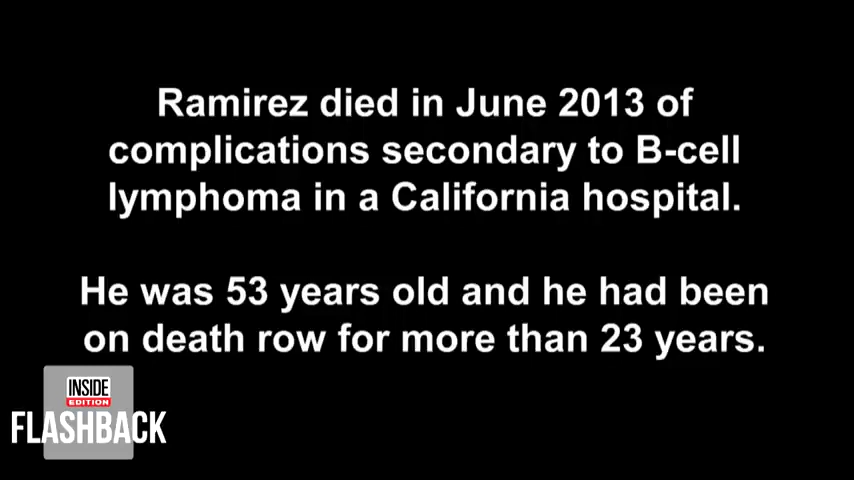 Ramirez died in June 2013 of
complications secondary to B-cell
lymphoma in a California hospital.
He was 53 years old and he had been
on death row for more than 23 years.
INSIDE
EDITION
FLASHBACK